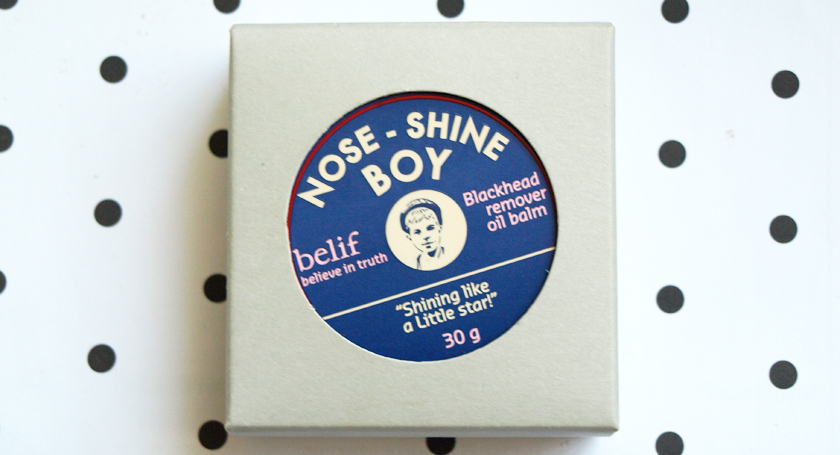 NOSE - SHINE
BOY
Blackhead
remover
oil balm
belif
believe in truth
“Shining like
a Little star!”
30 g